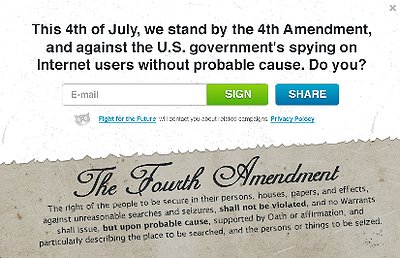 This 4th of July, we stand by the 4th Amendment,
and against the U.S. government's spying on
Internet users without probable cause. Do you?
E-mail SIGN SHARE
Fight for the Future will contact you about related campaigns. Privacy Policy
The Fourth Amendment
The right of the people to be secure in their persons, houses, papers, and effects,
against unreasonable searches and seizures, shall not be violated, and no Warrants
shall issue, but upon probable cause, supported by Oath or affirmation, and
particularly describing the place to be searched, and the persons or things to be seized.